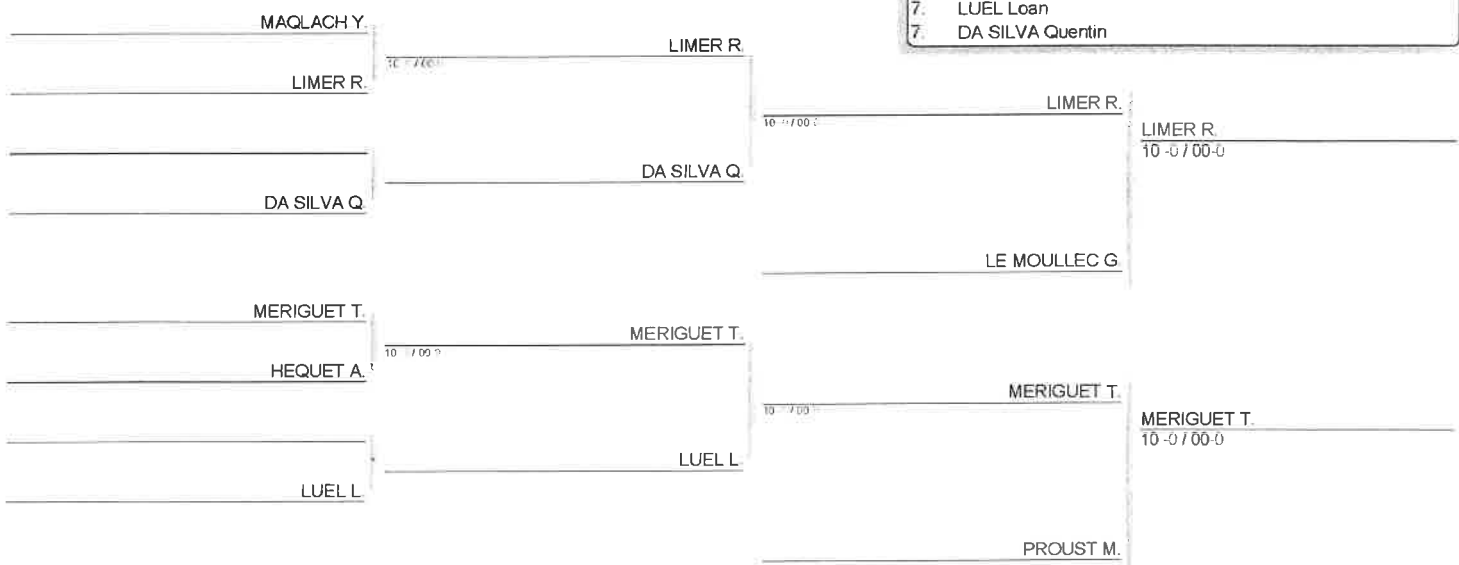 7. LUEL Loan
7. DA SILVA Quentin
MAQLACH Y.
LIMER R.
DA SILVA Q.
MERIGUET T.
HEQUET A.
LUEL L.
LIMER R.
DA SILVA Q.
MERIGUET T.
LUEL L.
LIMER R.
LE MOULLEC G.
MERIGUET T.
PROUST M.
LIMER R.
10 -0 / 00-0
MERIGUET T.
10 -0 / 00-0